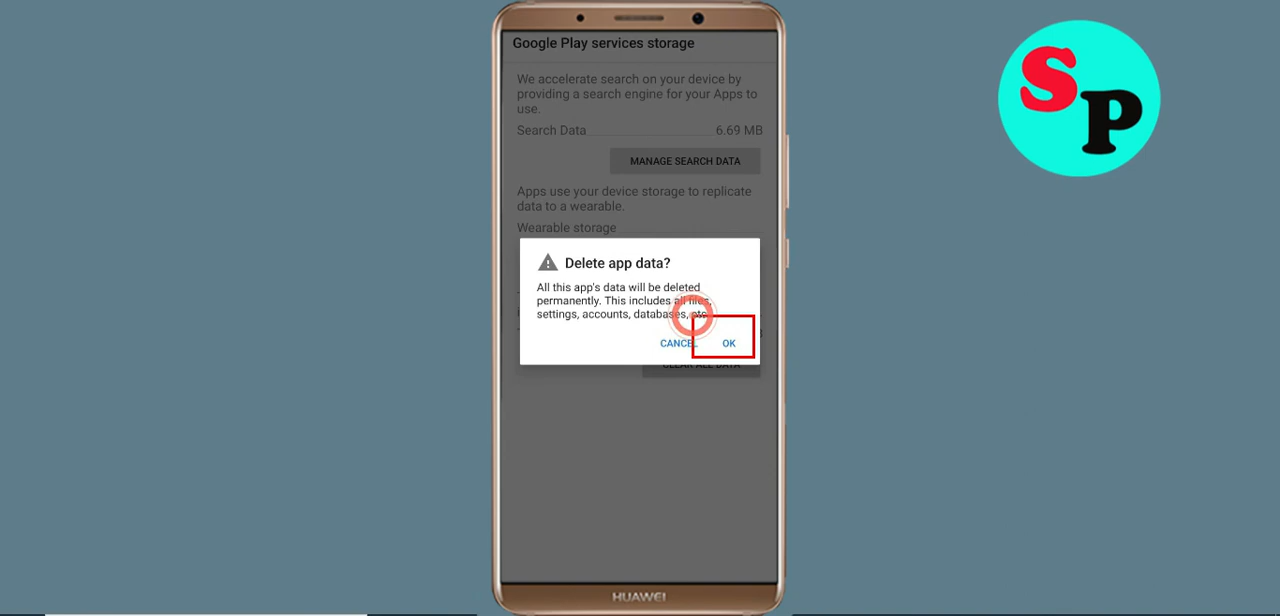 Google Play services storage
We accelerate search on your device by
providing a search engine for your Apps to
use.
Search Data 6.69 MB
MANAGE SEARCH DATA
Apps use your device storage to replicate
data to a wearable.
Wearable storage
Delete app data?
All this app's data will be deleted
permanently. This includes all files,
settings, accounts, databases, etc.
CANCEL OK
CLEAR ALL DATA
HUAWEI
SP